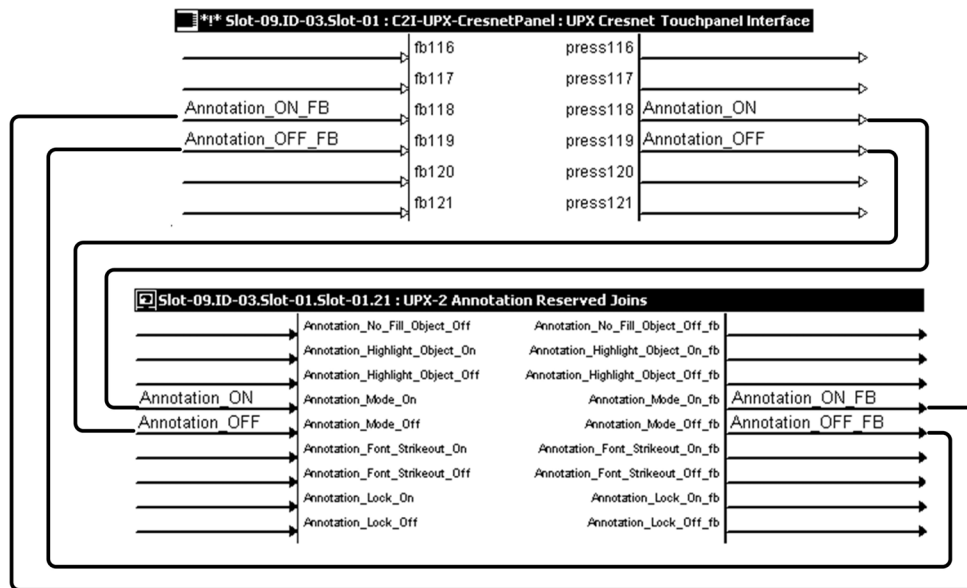 *!* Slot-09.ID-03.Slot-01 : C2I-UPX-CresnetPanel : UPX Cresnet Touchpanel Interface
fb116 press116
fb117 press117
Annotation_ON_FB fb118 press118 Annotation_ON
Annotation_OFF_FB fb119 press119 Annotation_OFF
fb120 press120
fb121 press121
Slot-09.ID-03.Slot-01.Slot-01.21 : UPX-2 Annotation Reserved Joins
Annotation_No_Fill_Object_Off Annotation_No_Fill_Object_Off_fb
Annotation_Highlight_Object_On Annotation_Highlight_Object_On_fb
Annotation_Highlight_Object_Off Annotation_Highlight_Object_Off_fb
Annotation_ON Annotation_Mode_On Annotation_Mode_On_fb Annotation_ON_FB
Annotation_OFF Annotation_Mode_Off Annotation_Mode_Off_fb Annotation_OFF_FB
Annotation_Font_Strikeout_On Annotation_Font_Strikeout_On_fb
Annotation_Font_Strikeout_Off Annotation_Font_Strikeout_Off_fb
Annotation_Lock_On Annotation_Lock_On_fb
Annotation_Lock_Off Annotation_Lock_Off_fb